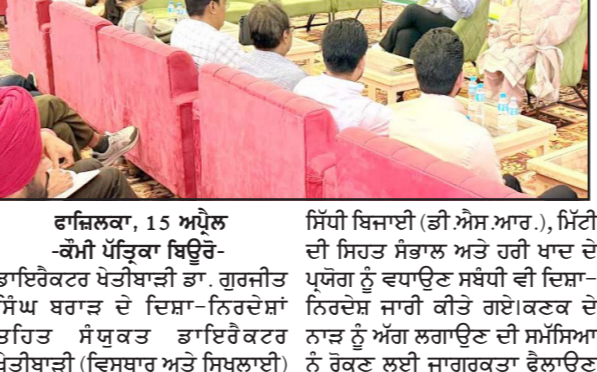 ਫਾਜ਼ਿਲਕਾ, 15 ਅਪ੍ਰੈਲ
-ਕੌਮੀ ਪੱਤ੍ਰਿਕਾ ਬਿਊਰੋ-
ਡਾਇਰੈਕਟਰ ਖੇਤੀਬਾੜੀ ਡਾ. ਗੁਰਜੀਤ
ਸਿੰਘ ਬਰਾੜ ਦੇ ਦਿਸ਼ਾ-ਨਿਰਦੇਸ਼ਾਂ
ਤਹਿਤ ਸੰਯੁਕਤ ਡਾਇਰੈਕਟਰ
ਖੇਤੀਬਾੜੀ (ਵਿਸਥਾਰ ਅਤੇ ਸਿਖਲਾਈ)
ਸਿੱਧੀ ਬਿਜਾਈ (ਡੀ.ਐਸ.ਆਰ.), ਮਿੱਟੀ
ਦੀ ਸਿਹਤ ਸੰਭਾਲ ਅਤੇ ਹਰੀ ਖਾਦ ਦੇ
ਪ੍ਰਯੋਗ ਨੂੰ ਵਧਾਉਣ ਸਬੰਧੀ ਵੀ ਦਿਸ਼ਾ-
ਨਿਰਦੇਸ਼ ਜਾਰੀ ਕੀਤੇ ਗਏ।ਕਣਕ ਦੇ
ਨਾੜ ਨੂੰ ਅੱਗ ਲਗਾਉਣ ਦੀ ਸਮੱਸਿਆ
ਨੂੰ ਰੋਕਣ ਲਈ ਜਾਗਰੂਕਤਾ ਫੈਲਾਉਣ